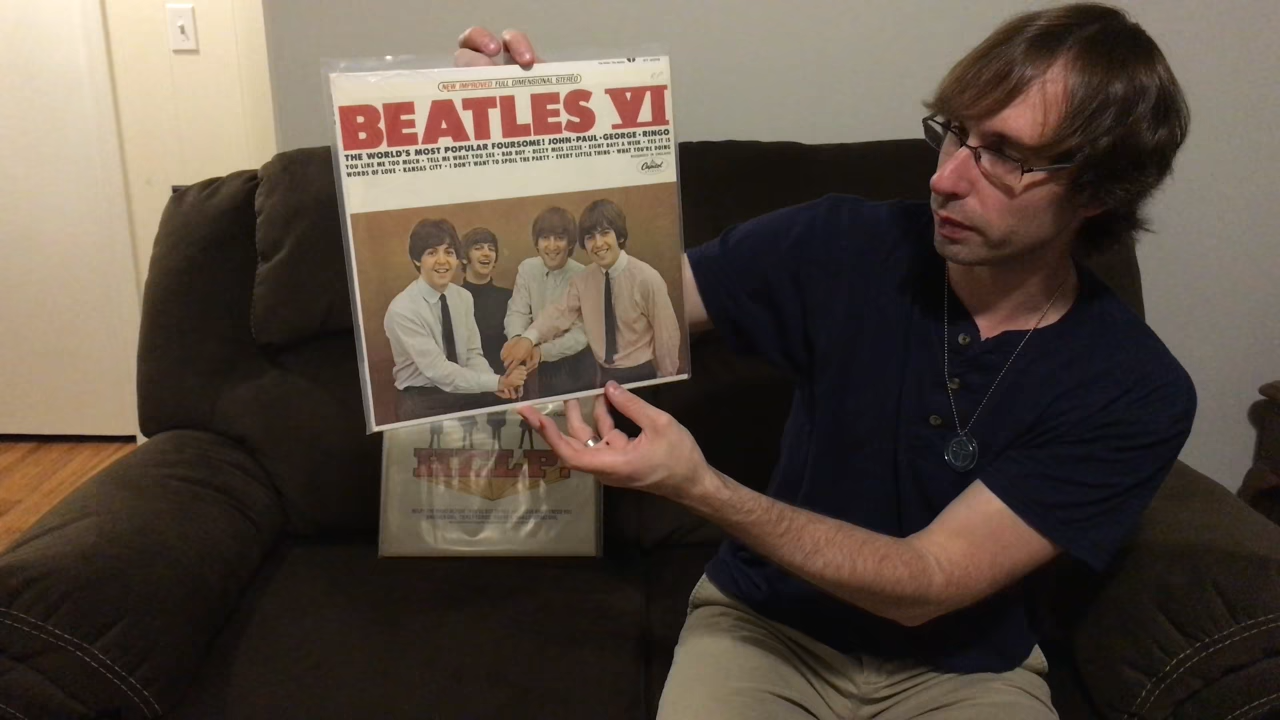 NEW IMPROVED FULL DIMENSIONAL STEREO
BEATLES VI
THE WORLD'S MOST POPULAR FOURSOME! JOHN • PAUL • GEORGE • RINGO
YOU LIKE ME TOO MUCH • TELL ME WHAT YOU SEE • BAD BOY • DIZZY MISS LIZZIE • EIGHT DAYS A WEEK • YES IT IS
WORDS OF LOVE • KANSAS CITY • I DON'T WANT TO SPOIL THE PARTY • EVERY LITTLE THING • WHAT YOU'RE DOING
RECORDED IN ENGLAND
Capitol
HELP!